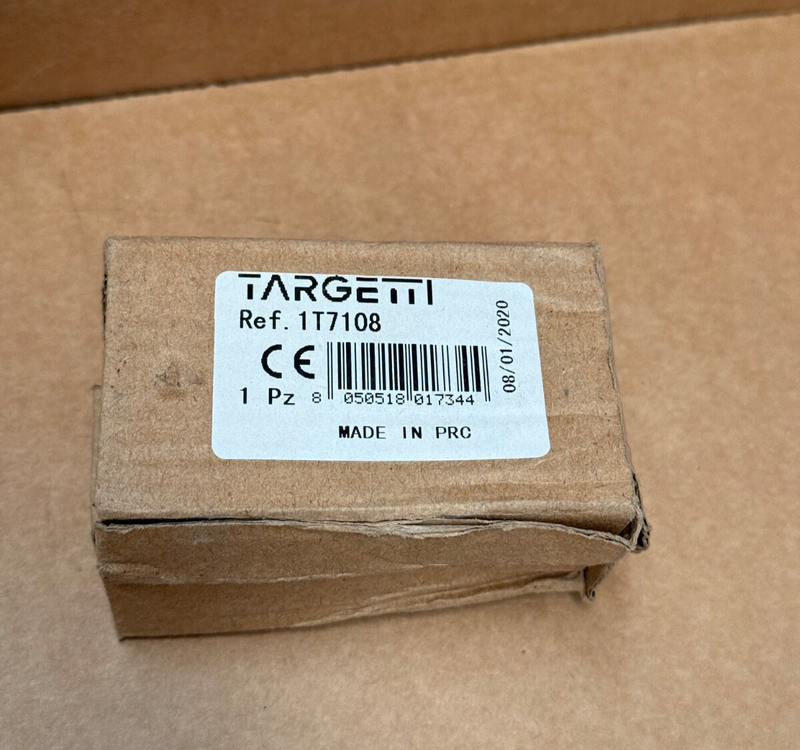 TARGETTI
Ref. 1T7108
CE
1 Pz
8 050518 017344
MADE IN PRC
08/01/2020